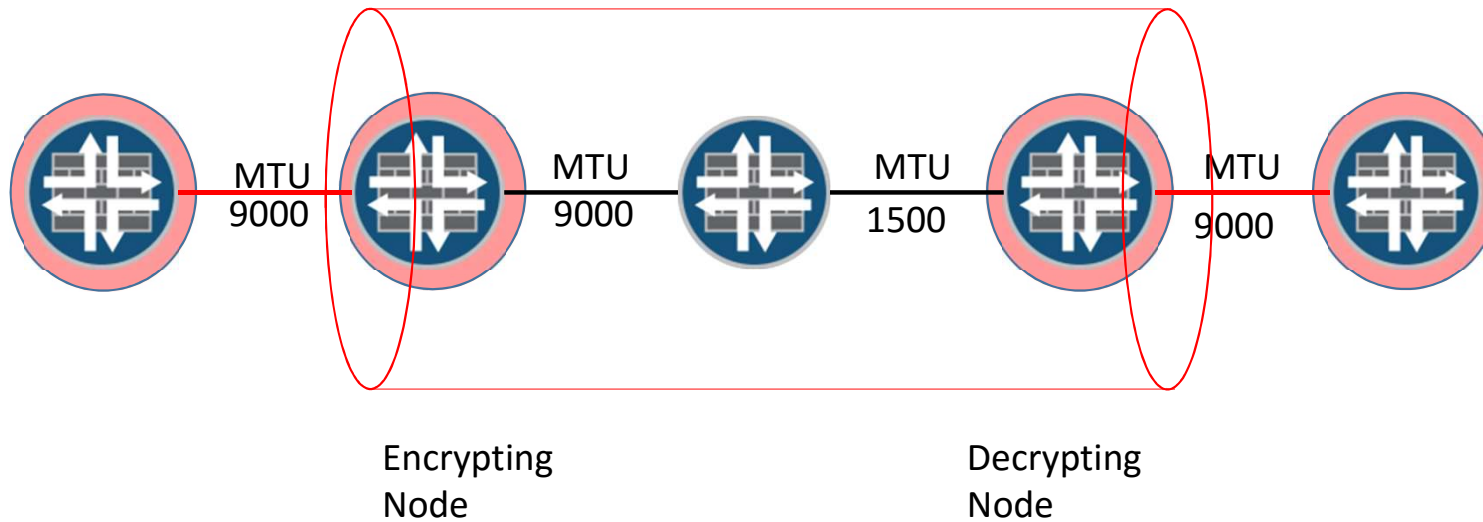 MTU
9000
MTU
9000
MTU
1500
MTU
9000
Encrypting
Node
Decrypting
Node